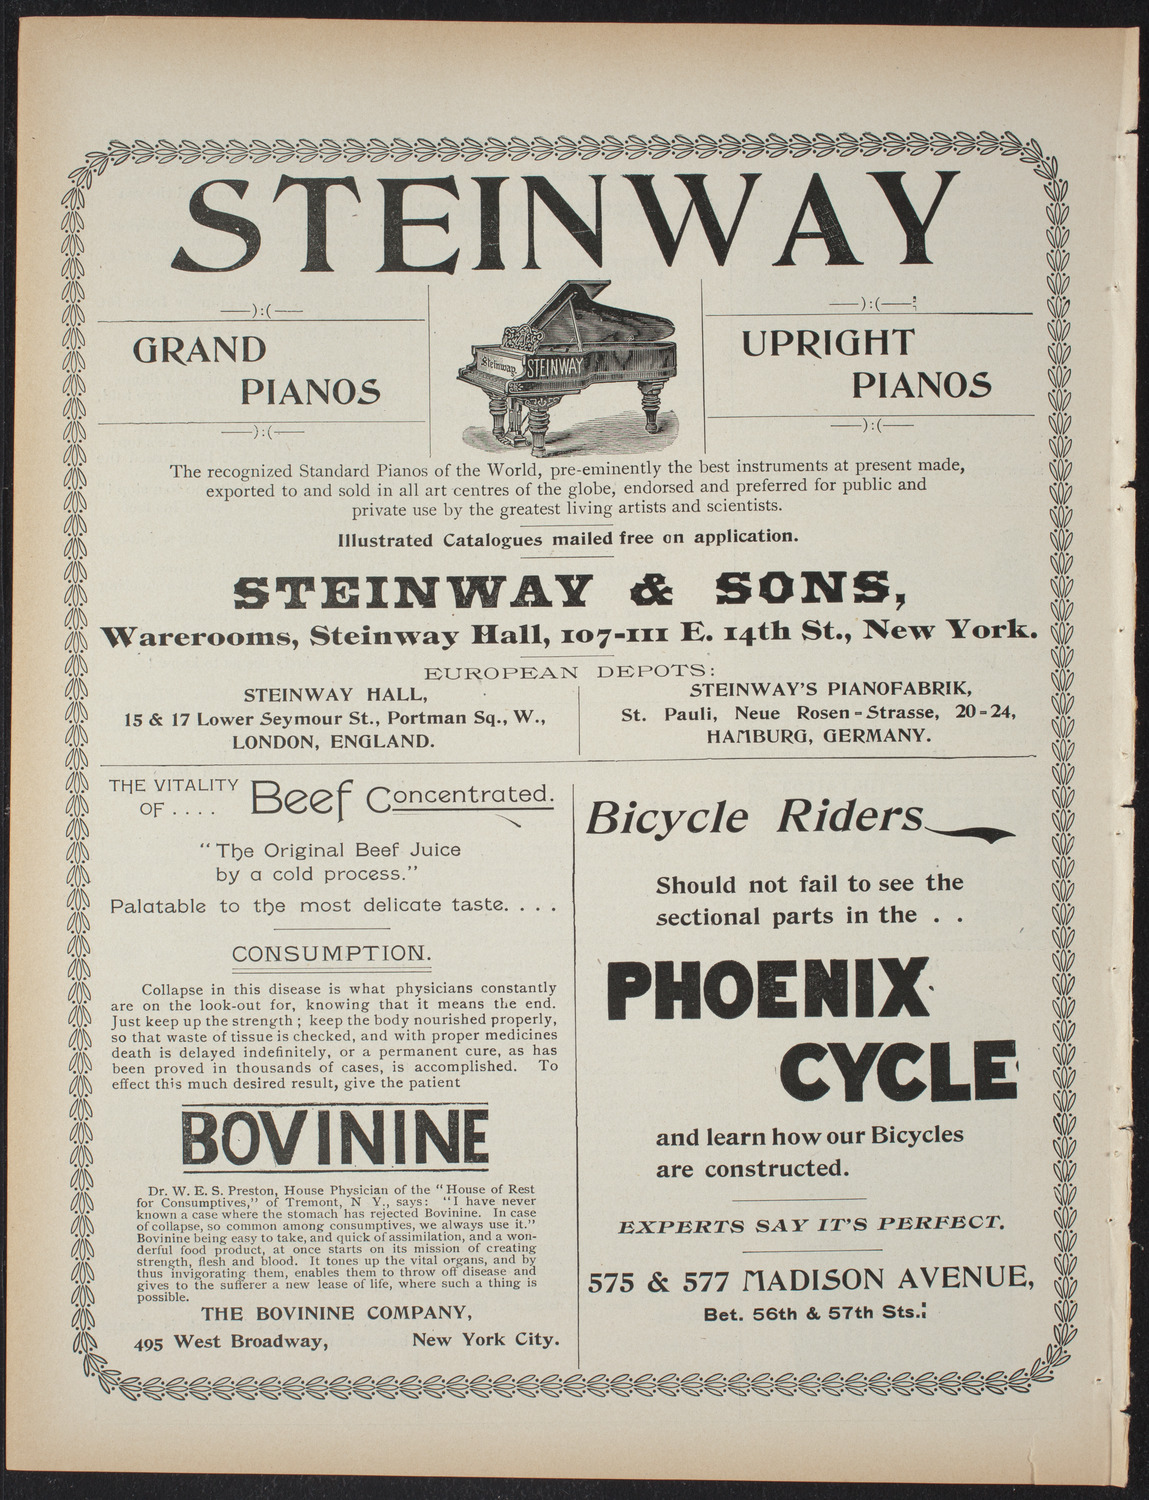 STEINWAY
——):(——
GRAND
PIANOS
——):(——
Steinway
STEINWAY
——):(——
UPRIGHT
PIANOS
——):(——
The recognized Standard Pianos of the World, pre-eminently the best instruments at present made,
exported to and sold in all art centres of the globe, endorsed and preferred for public and
private use by the greatest living artists and scientists.
Illustrated Catalogues mailed free on application.
STEINWAY & SONS,
Warerooms, Steinway Hall, 107-111 E. 14th St., New York.
EUROPEAN DEPOTS:
STEINWAY HALL,
15 & 17 Lower Seymour St., Portman Sq., W.,
LONDON, ENGLAND.
STEINWAY'S PIANOFABRIK,
St. Pauli, Neue Rosen-Strasse, 20-24,
HAMBURG, GERMANY.
THE VITALITY
OF .... Beef Concentrated.
"The Original Beef Juice
by a cold process."
Palatable to the most delicate taste. . . .
CONSUMPTION.
Collapse in this disease is what physicians constantly
are on the look-out for, knowing that it means the end.
Just keep up the strength ; keep the body nourished properly,
so that waste of tissue is checked, and with proper medicines
death is delayed indefinitely, or a permanent cure, as has
been proved in thousands of cases, is accomplished. To
effect this much desired result, give the patient
BOVININE
Dr. W. E. S. Preston, House Physician of the "House of Rest
for Consumptives," of Tremont, N Y., says: "I have never
known a case where the stomach has rejected Bovinine. In case
of collapse, so common among consumptives, we always use it."
Bovinine being easy to take, and quick of assimilation, and a won-
derful food product, at once starts on its mission of creating
strength, flesh and blood. It tones up the vital organs, and by
thus invigorating them, enables them to throw off disease and
gives to the sufferer a new lease of life, where such a thing is
possible.
THE BOVININE COMPANY,
495 West Broadway, New York City.
Bicycle Riders
Should not fail to see the
sectional parts in the . .
PHOENIX
CYCLE
and learn how our Bicycles
are constructed.
EXPERTS SAY IT'S PERFECT.
575 & 577 MADISON AVENUE,
Bet. 56th & 57th Sts.